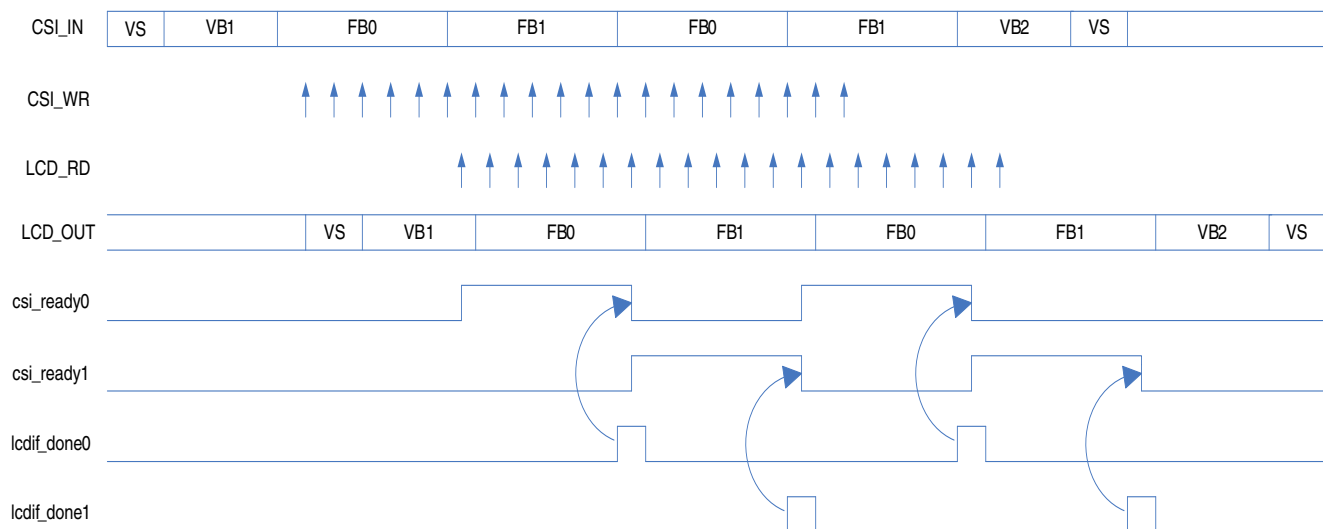 CSI_IN VS VB1 FB0 FB1 FB0 FB1 VB2 VS
CSI_WR
LCD_RD
LCD_OUT VS VB1 FB0 FB1 FB0 FB1 VB2 VS
csi_ready0
csi_ready1
lcdif_done0
lcdif_done1